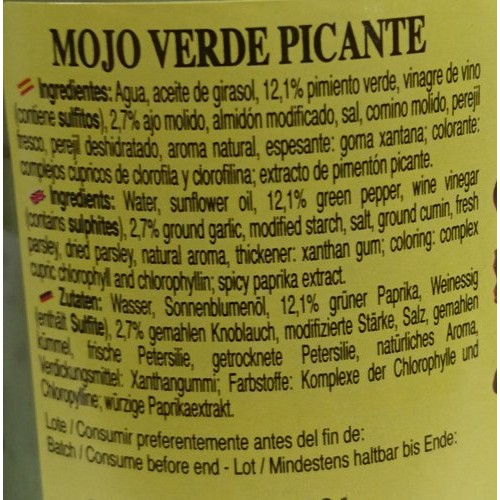 MOJO VERDE PICANTE
Ingredientes: Agua, aceite de girasol, 12,1% pimiento verde, vinagre de vino
(contiene sulfitos), 2,7% ajo molido, almidón modificado, sal, comino molido, perejil
fresco, perejil deshidratado, aroma natural, espesante: goma xantana; colorante:
complejos cúpricos de clorofila y clorofilina; extracto de pimentón picante.
Ingredients: Water, sunflower oil, 12,1% green pepper, wine vinegar
(contains sulphites), 2,7% ground garlic, modified starch, salt, ground cumin, fresh
parsley, dried parsley, natural aroma, thickener: xanthan gum; coloring: complex
cupric chlorophyll and chlorophyllin; spicy paprika extract.
Zutaten: Wasser, Sonnenblumenöl, 12,1% grüner Paprika, Weinessig
(enthält Sulfite), 2,7% gemahlen Knoblauch, modifizierte Stärke, Salz, gemahlen
kümmel, frische Petersilie, getrocknete Petersilie, natürliches Aroma,
Verdickungsmittel: Xanthangummi; Farbstoffe: Komplexe der Chlorophylle und
Chloropylline; würzige Paprikaextrakt.
Lote / Consumir preferentemente antes del fin de:
Batch / Consume before end - Lot / Mindestens haltbar bis Ende: